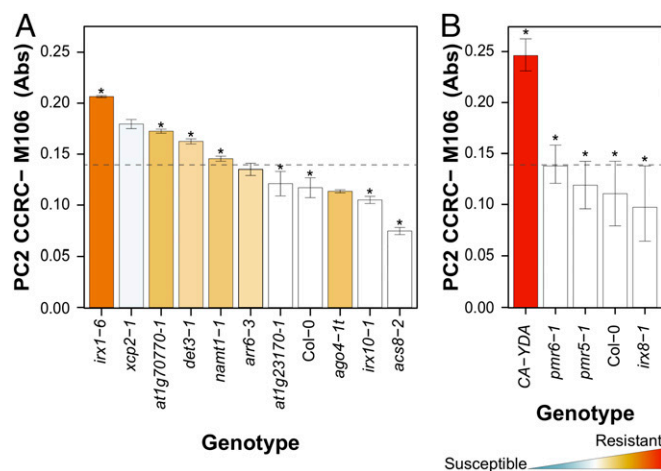 A
PC2 CCRC− M106 (Abs)
0.25
0.20
0.15
0.10
0.05
0.00
* * * * * * * * *
irx1-6
xcp2-1
at1g70770-1
det3-1
namt1-1
arr6-3
at1g23170-1
Col-0
ago4-1t
irx10-1
acs8-2
Genotype
B
PC2 CCRC− M106 (Abs)
0.25
0.20
0.15
0.10
0.05
0.00
* * * * *
CA-YDA
pmr6-1
pmr5-1
Col-0
irx8-1
Genotype
Resistant
Susceptible